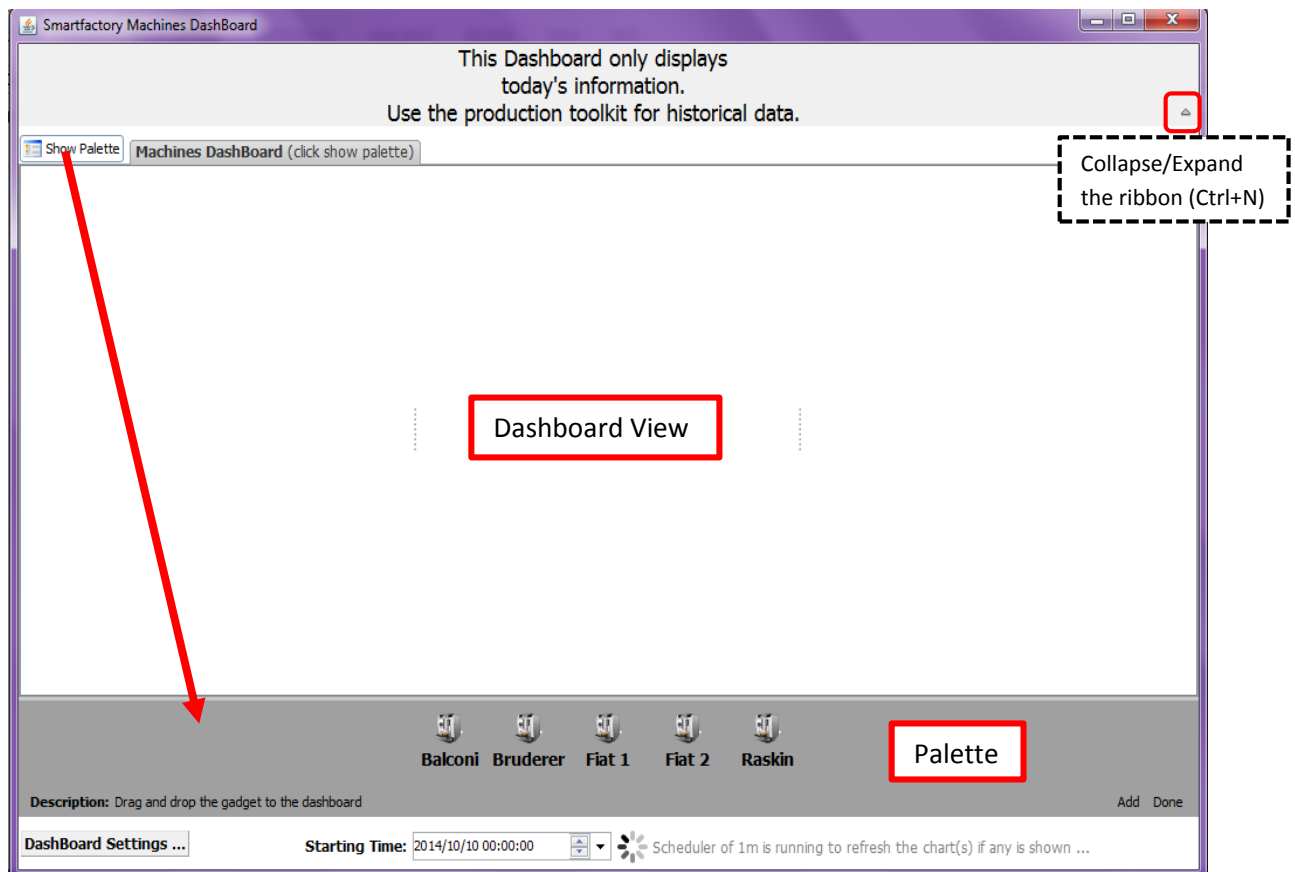 Smartfactory Machines DashBoard
This Dashboard only displays
today's information.
Use the production toolkit for historical data.
Show Palette
Machines DashBoard (click show palette)
Collapse/Expand
the ribbon (Ctrl+N)
Dashboard View
Balconi Bruderer Fiat 1 Fiat 2 Raskin
Palette
Description: Drag and drop the gadget to the dashboard
Add Done
DashBoard Settings ...
Starting Time: 2014/10/10 00:00:00
Scheduler of 1m is running to refresh the chart(s) if any is shown ...